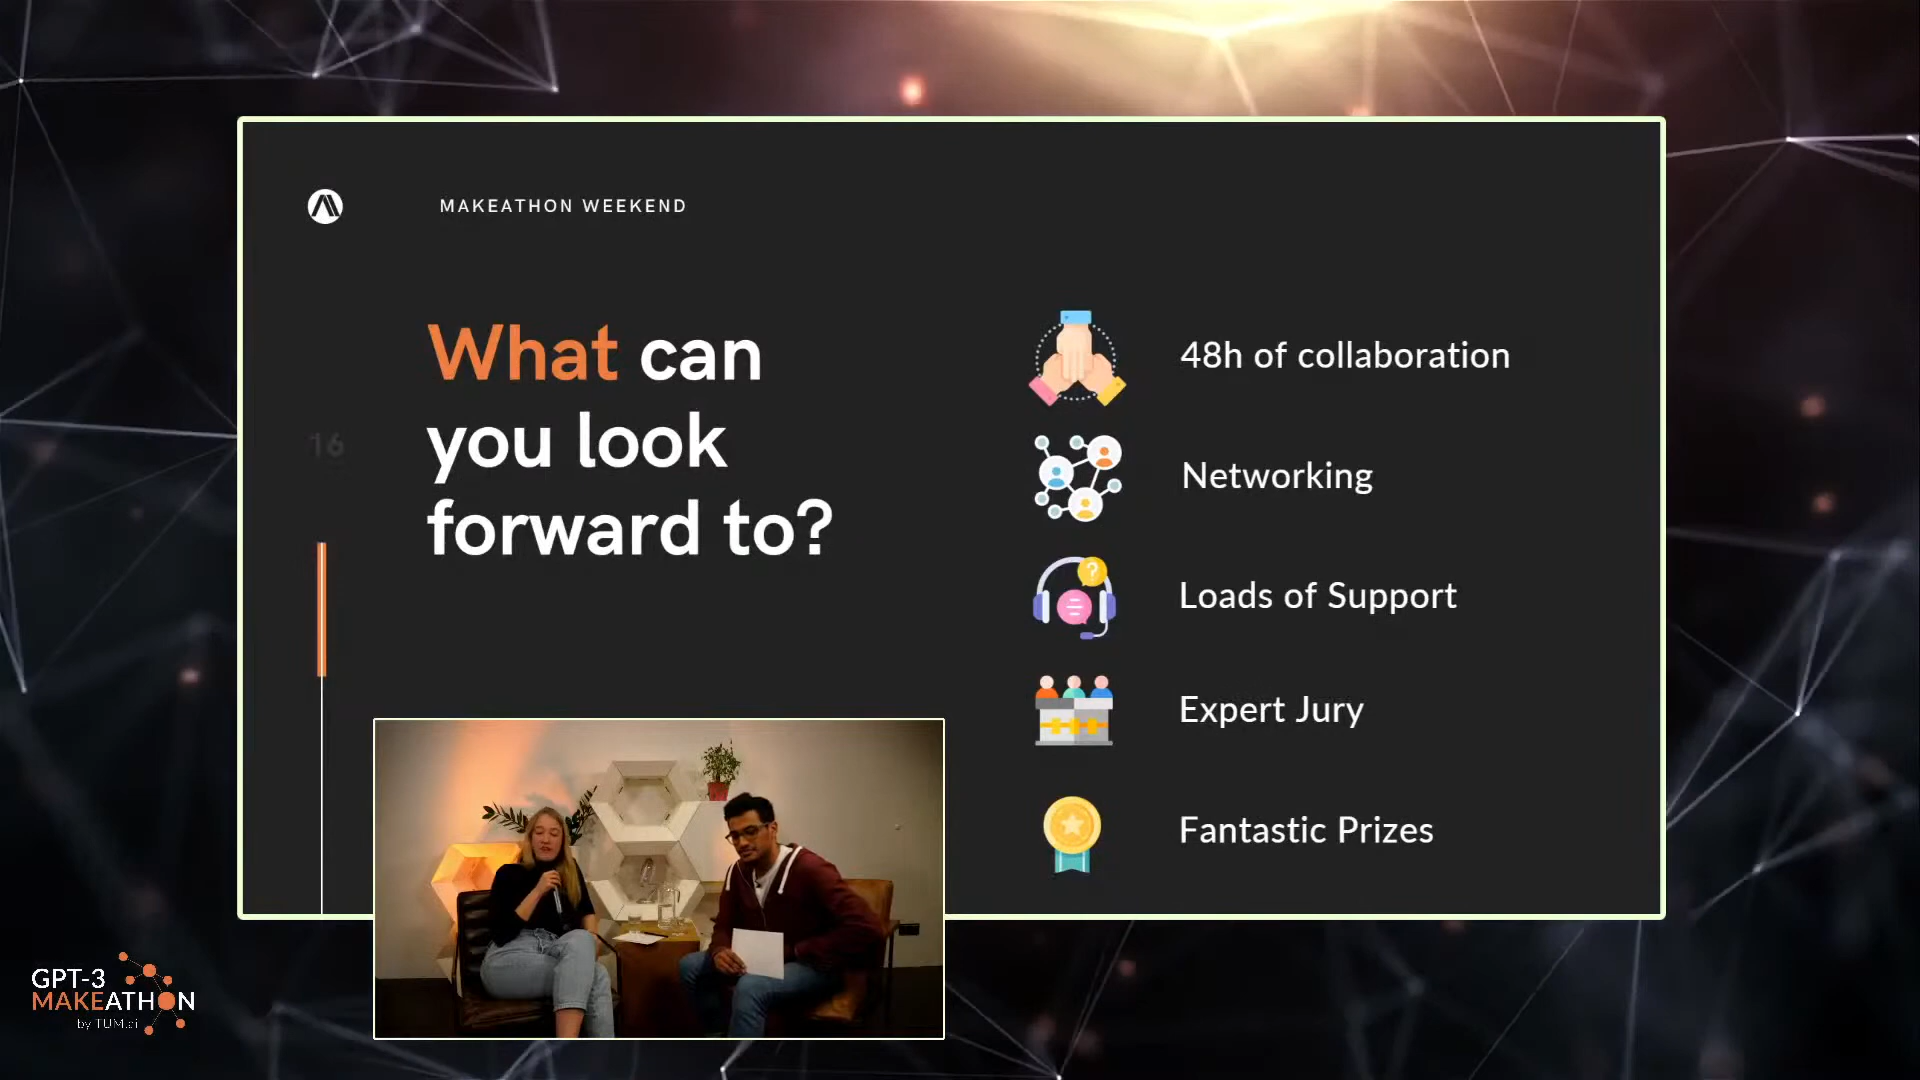 MAKEATHON WEEKEND
What can
you look
forward to?
16
48h of collaboration
Networking
?
Loads of Support
Expert Jury
Fantastic Prizes
GPT-3
MAKEATHON
by TUM.ai